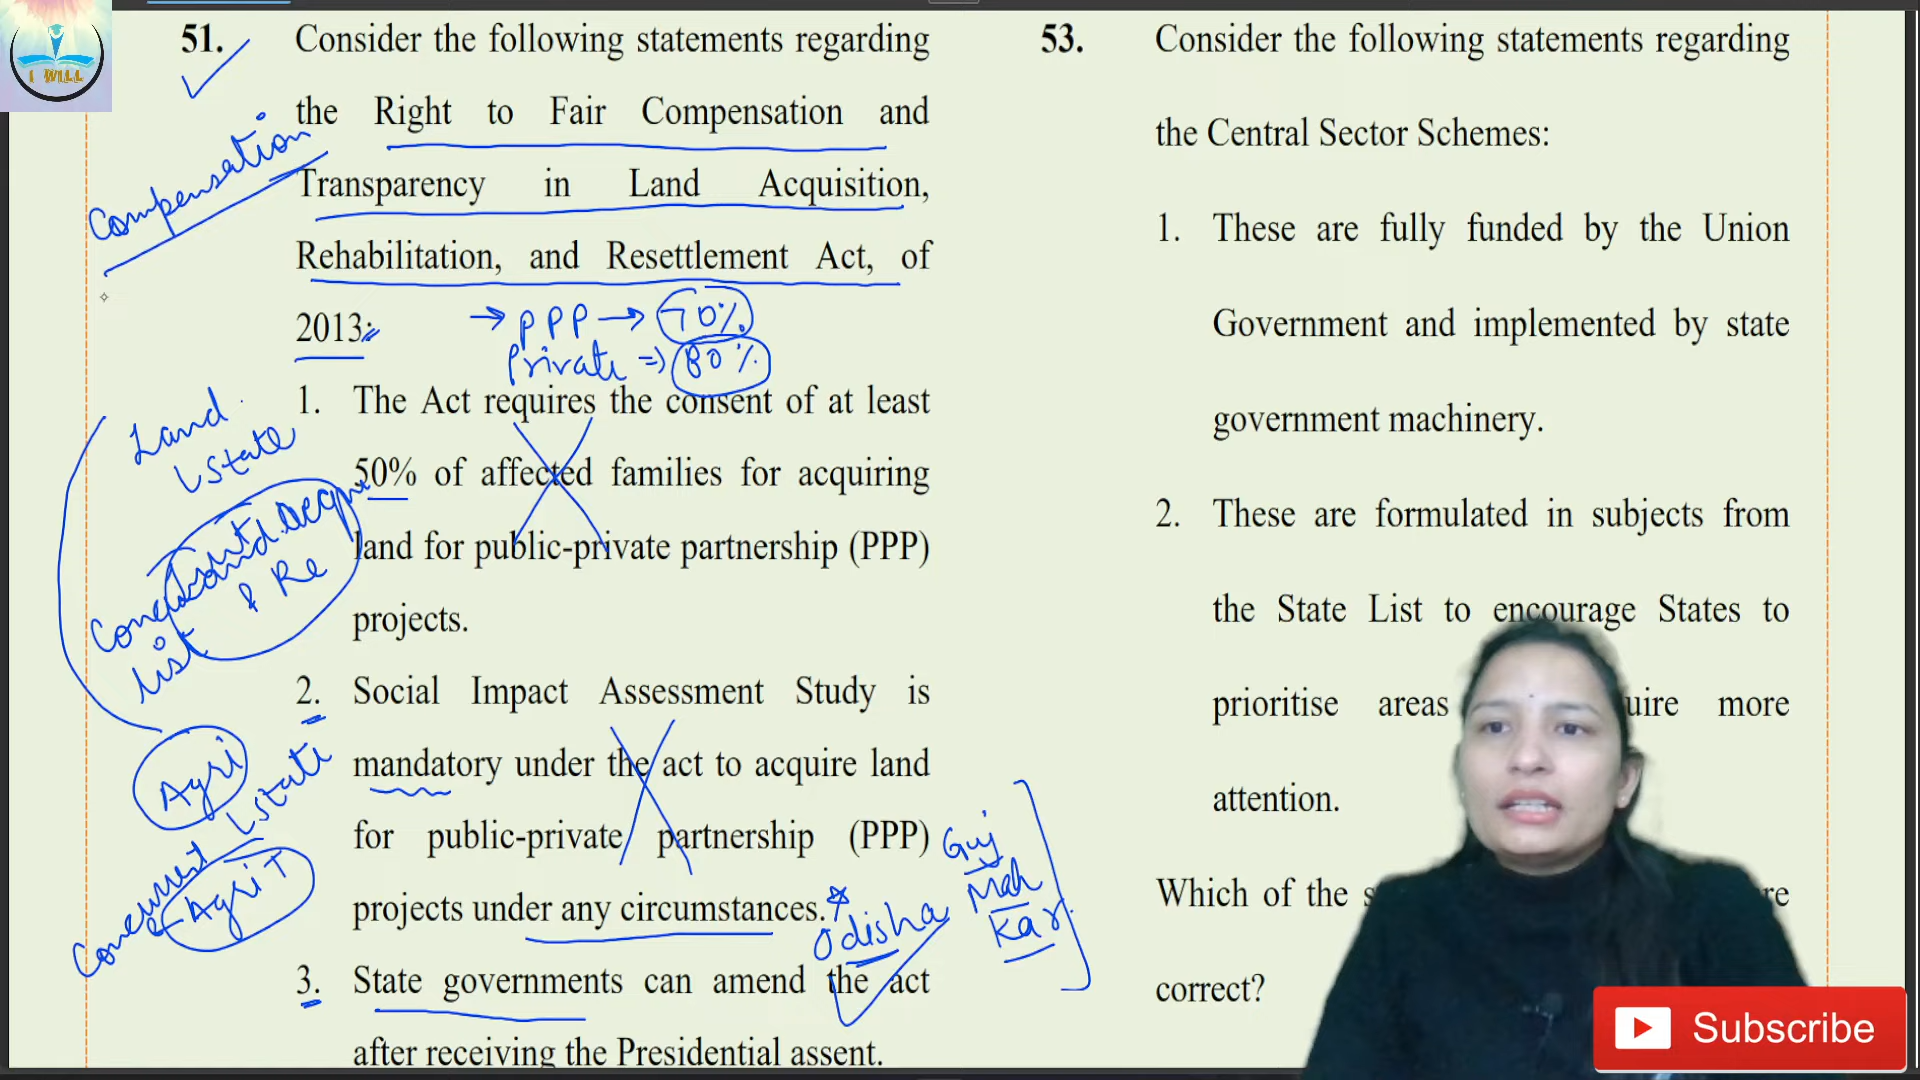 I WILL
51. Consider the following statements regarding
the Right to Fair Compensation and
Transparency in Land Acquisition,
Rehabilitation, and Resettlement Act, of
2013:
→ PPP → 70%
Private ⇒ 80%
1. The Act requires the consent of at least
50% of affected families for acquiring
land for public-private partnership (PPP)
projects.
2. Social Impact Assessment Study is
mandatory under the act to acquire land
for public-private partnership (PPP)
projects under any circumstances.
3. State governments can amend the act
after receiving the Presidential assent.
Compensation
Land
State
List
& Re
Agri
State
Concurrent
Agri T
Odisha
Guj
Mah
Kar
53. Consider the following statements regarding
the Central Sector Schemes:
1. These are fully funded by the Union
Government and implemented by state
government machinery.
2. These are formulated in subjects from
the State List to encourage States to
prioritise areas uire more
attention.
Which of the s re
correct?
Subscribe